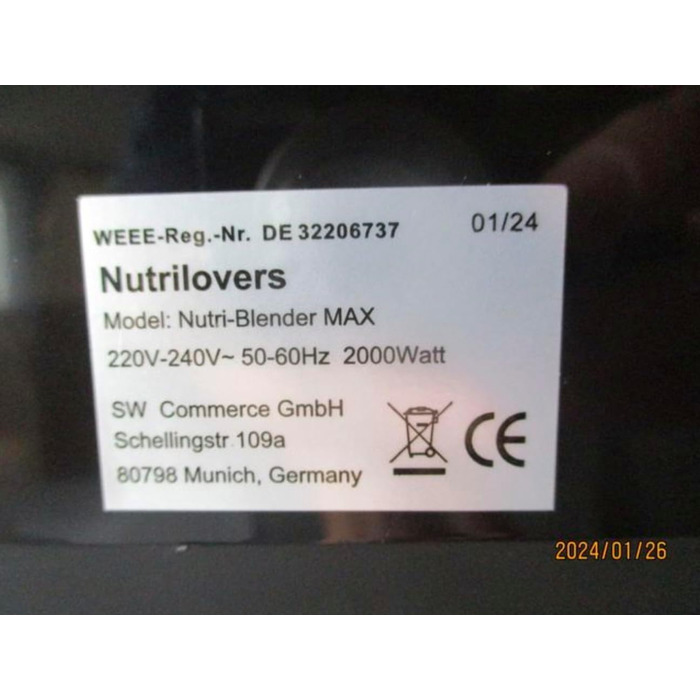 WEEE-Reg.-Nr. DE 32206737 01/24
Nutrilovers
Model: Nutri-Blender MAX
220V-240V~ 50-60Hz 2000Watt
SW Commerce GmbH
Schellingstr.109a
80798 Munich, Germany
CE
2024/01/26